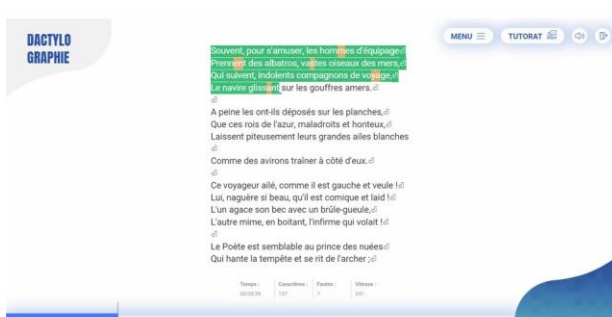 DACTYLO
GRAPHIE
MENU
TUTORAT
Souvent, pour s'amuser, les hommes d'équipage⏎
Prennent des albatros, vastes oiseaux des mers,⏎
Qui suivent, indolents compagnons de voyage,⏎
Le navire glissant sur les gouffres amers.⏎
⏎
A peine les ont-ils déposés sur les planches,⏎
Que ces rois de l'azur, maladroits et honteux,⏎
Laissent piteusement leurs grandes ailes blanches
⏎
Comme des avirons traîner à côté d'eux.⏎
⏎
Ce voyageur ailé, comme il est gauche et veule !⏎
Lui, naguère si beau, qu'il est comique et laid !⏎
L'un agace son bec avec un brûle-gueule,⏎
L'autre mime, en boitant, l'infirme qui volait !⏎
⏎
Le Poète est semblable au prince des nuées⏎
Qui hante la tempête et se rit de l'archer ;⏎
Temps : Caractères : Fautes : Vitesse :